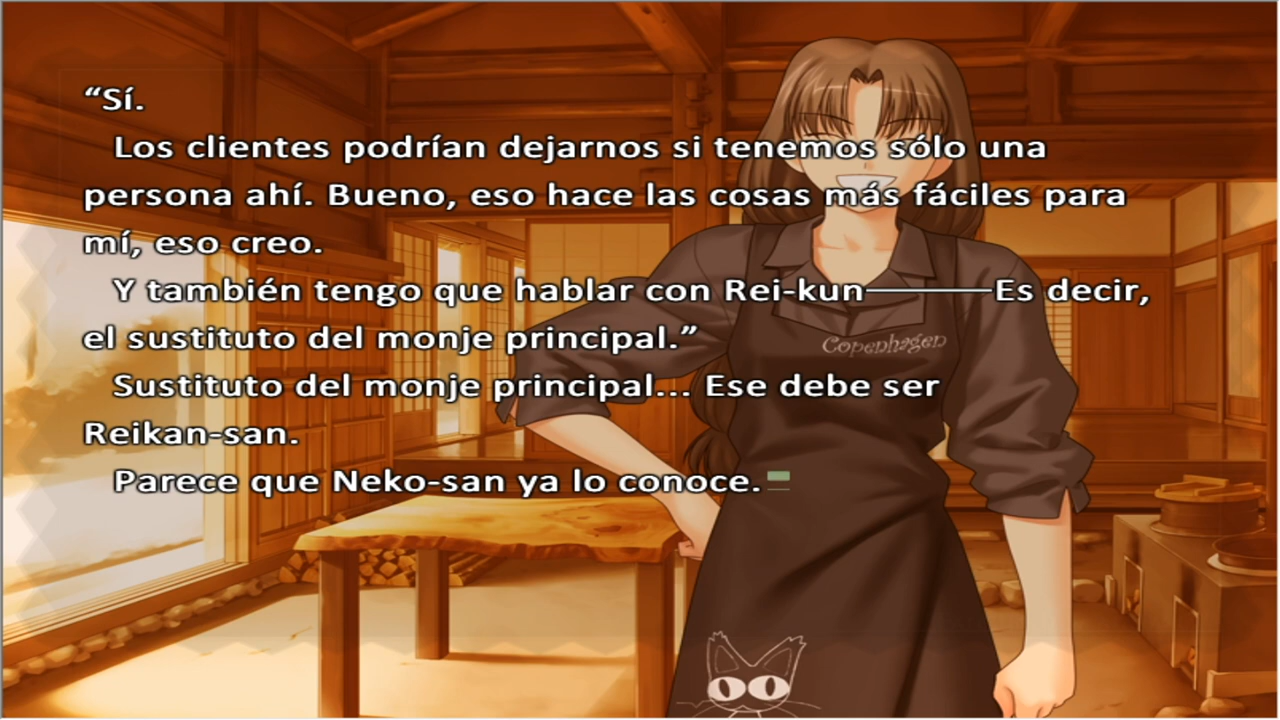 “Sí.
Los clientes podrían dejarnos si tenemos sólo una
persona ahí. Bueno, eso hace las cosas más fáciles para
mí, eso creo.
Y también tengo que hablar con Rei-kun————Es decir,
el sustituto del monje principal.”
Sustituto del monje principal... Ese debe ser
Reikan-san.
Parece que Neko-san ya lo conoce.
Copenhagen